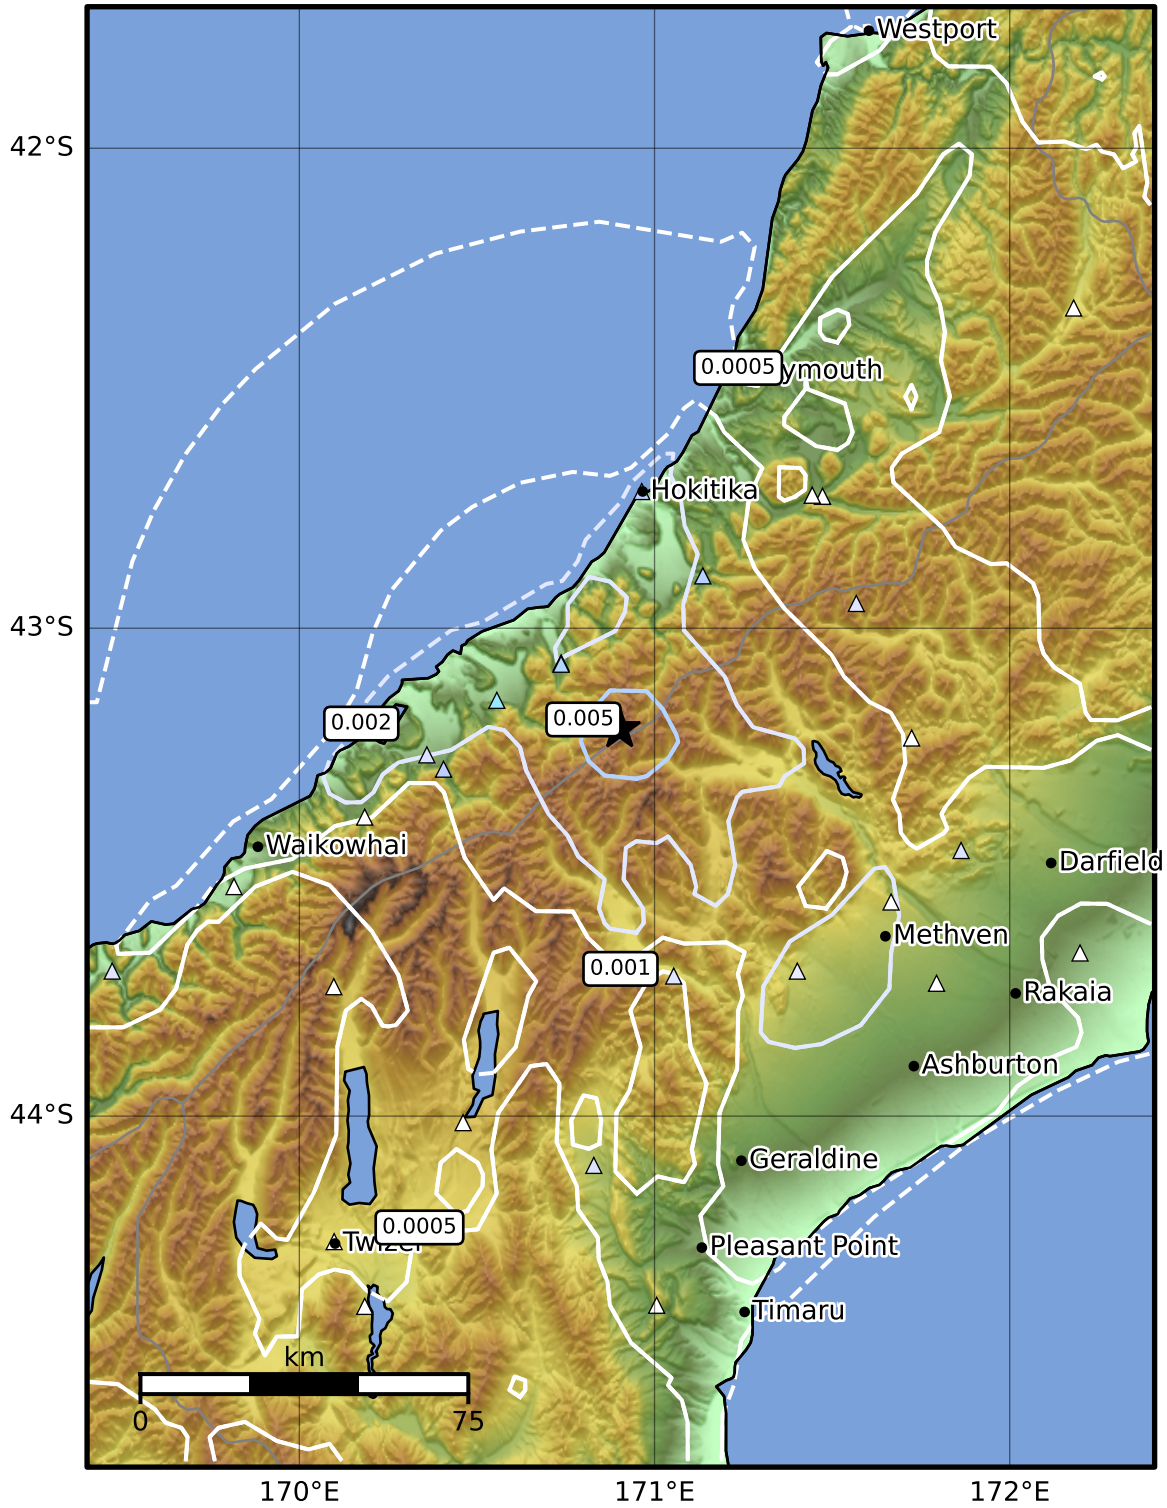 Westport
42°S
0.0005
ymouth
Hokitika
43°S
0.005
0.002
Waikowhai
Darfield
Methven
0.001
Rakaia
Ashburton
44°S
Geraldine
0.0005
Twizel
Pleasant Point
Timaru
km
0 75
170°E 171°E 172°E